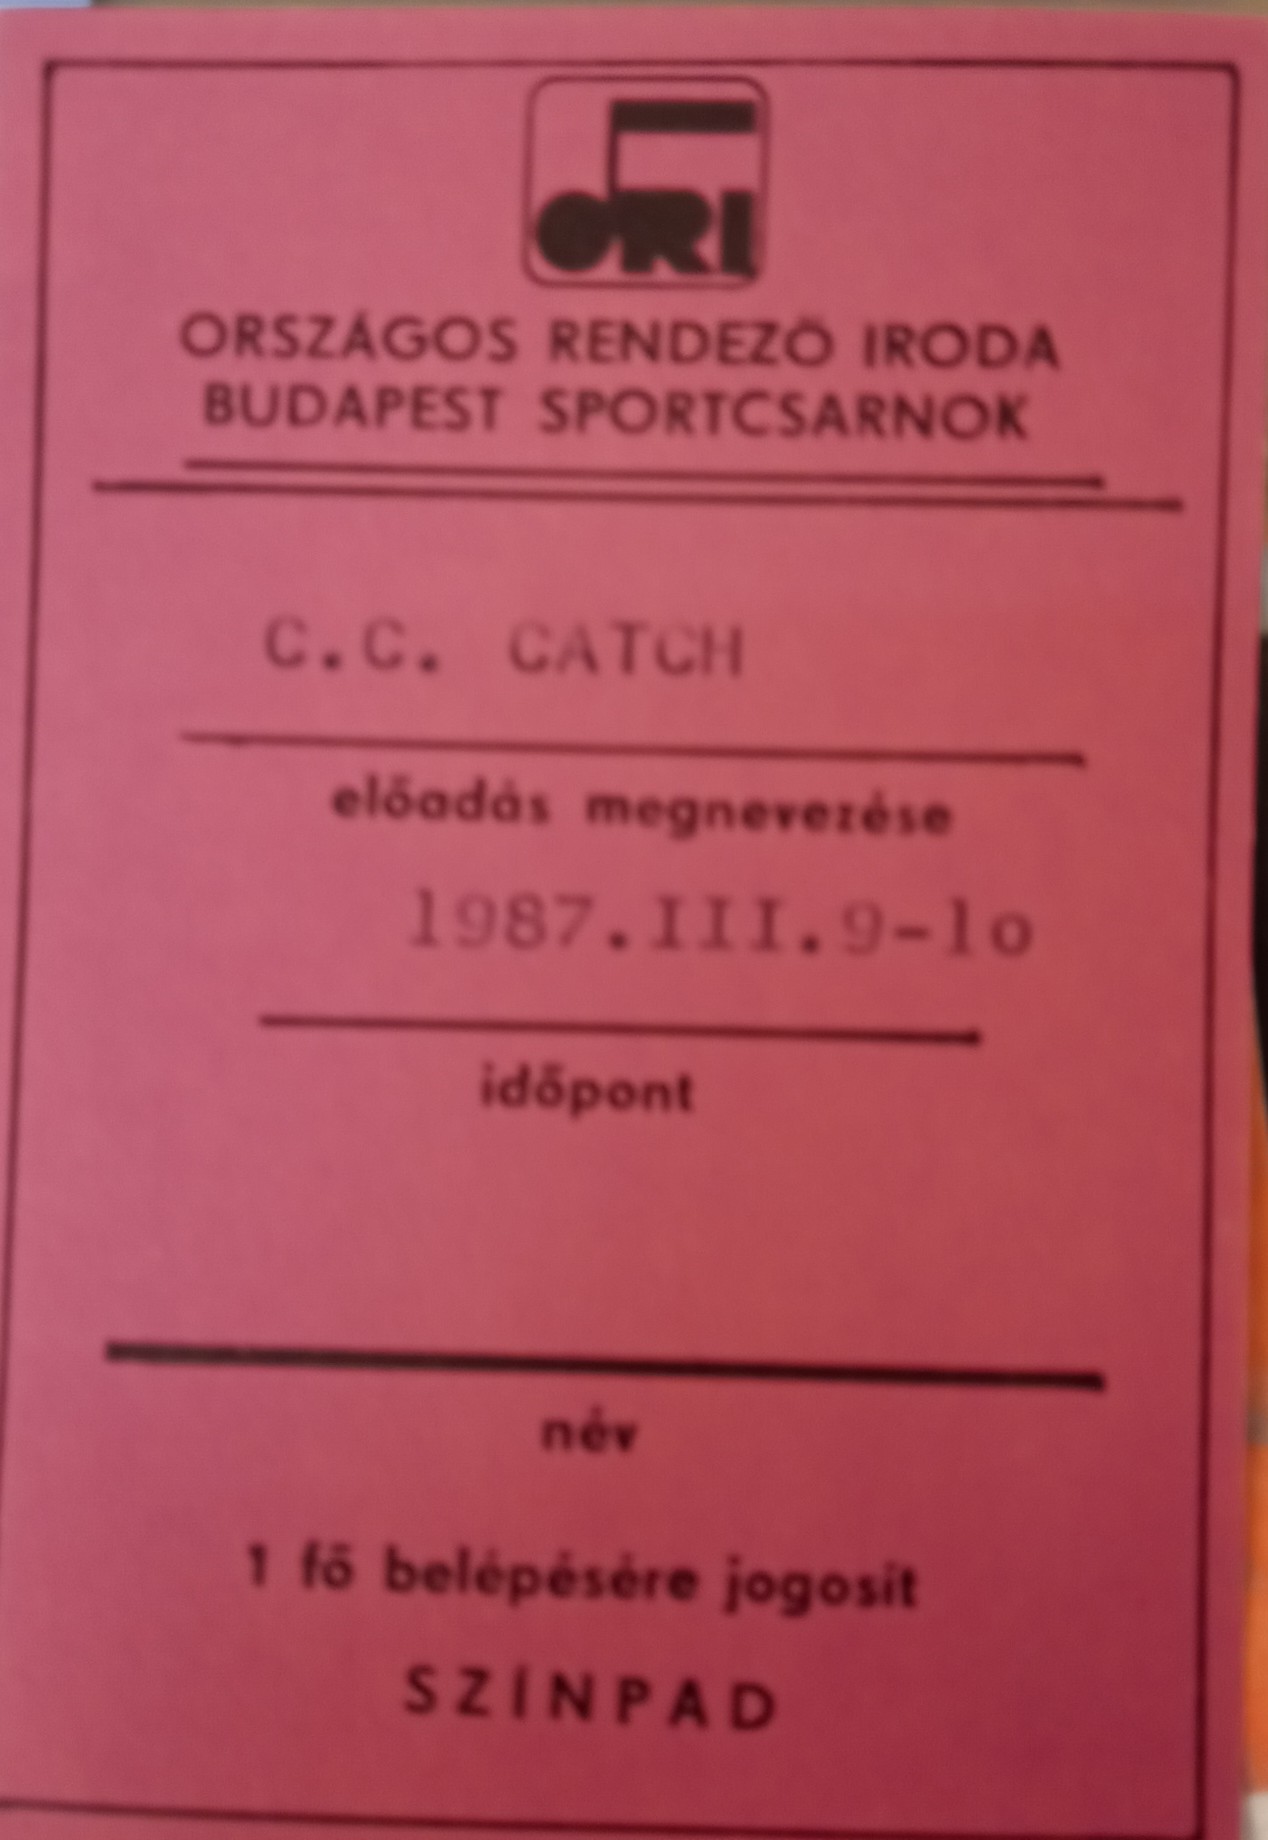 ORI
ORSZÁGOS RENDEZŐ IRODA
BUDAPEST SPORTCSARNOK
C.C. CATCH
előadás megnevezése
1987.III.9-lo
időpont
név
1 fő belépésére jogosít
SZÍNPAD